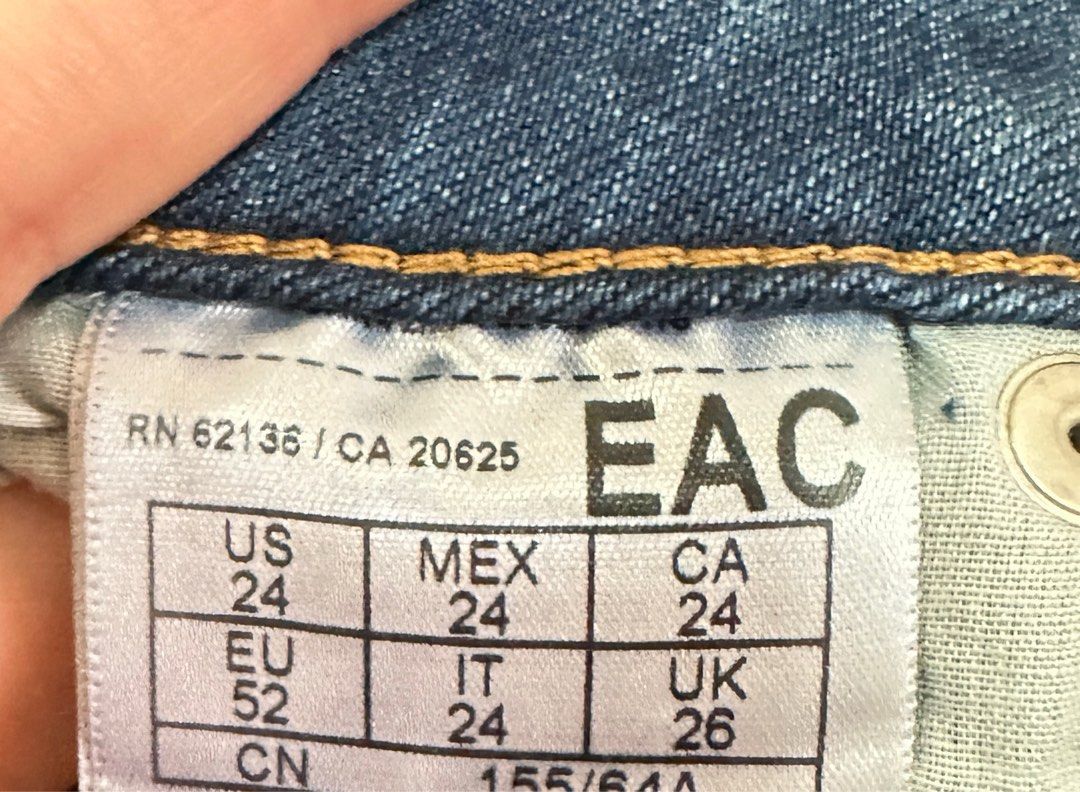 RN 62136 / CA 20625
EAC
US MEX CA
24 24 24
EU IT UK
52 24 26
CN 155/64A